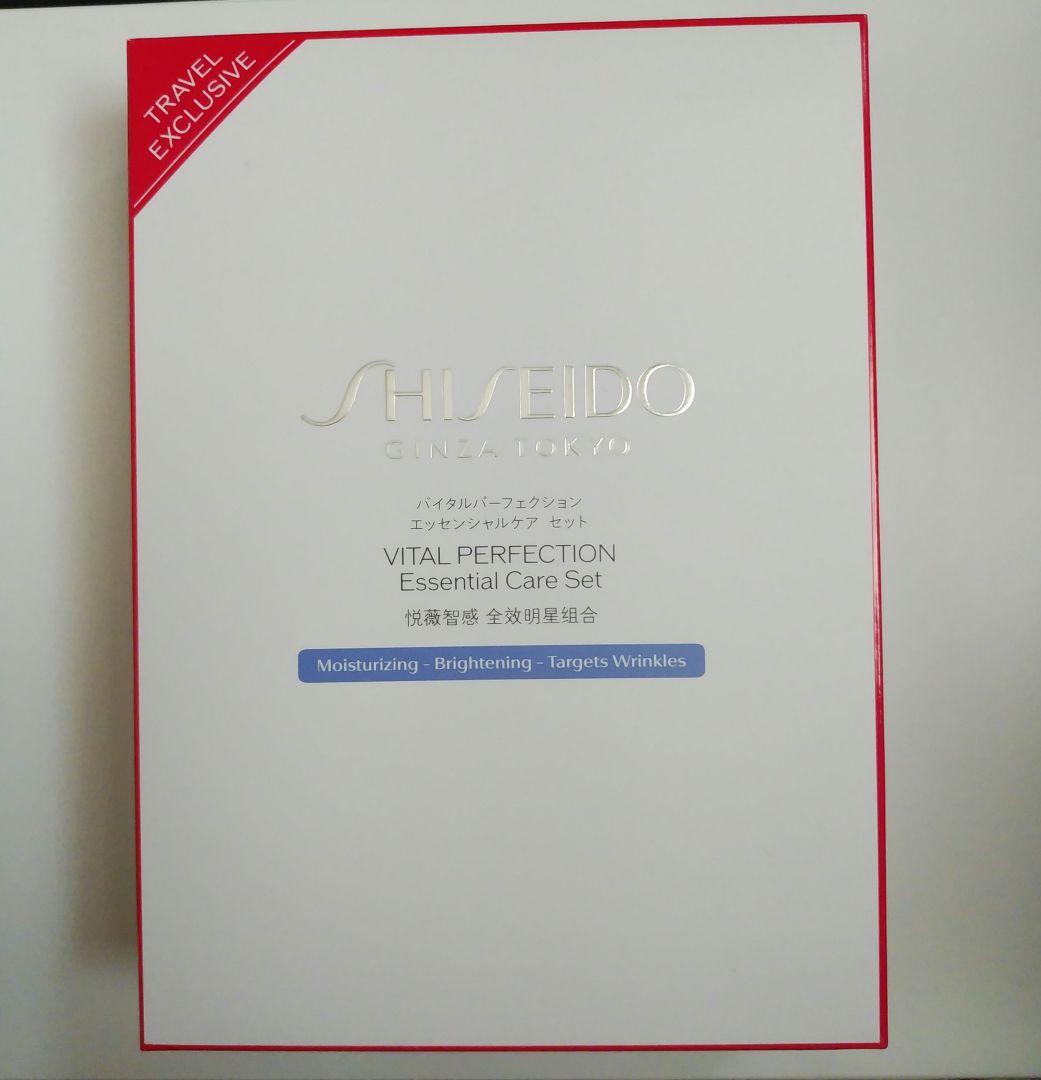 TRAVEL
EXCLUSIVE
SHISEIDO
GINZA TOKYO
バイタルパーフェクション
エッセンシャルケア セット
VITAL PERFECTION
Essential Care Set
悦薇智感 全效明星组合
Moisturizing - Brightening - Targets Wrinkles